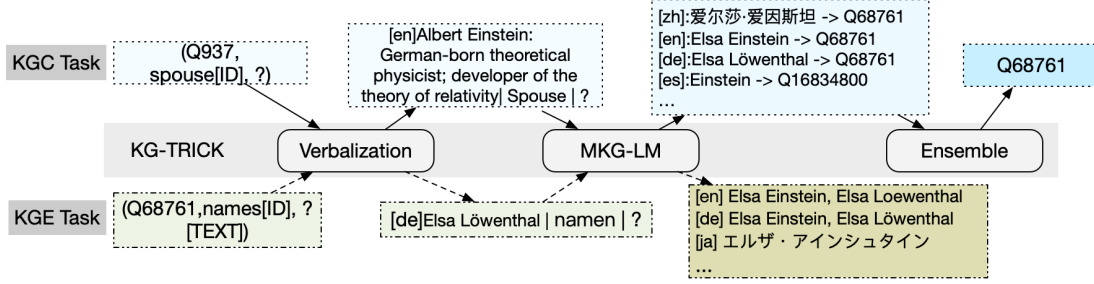 KGC Task
(Q937,
spouse[ID], ?)
[en]Albert Einstein:
German-born theoretical
physicist; developer of the
theory of relativity| Spouse | ?
[zh]:爱尔莎·爱因斯坦 -> Q68761
[en]:Elsa Einstein -> Q68761
[de]:Elsa Löwenthal -> Q68761
[es]:Einstein -> Q16834800
...
Q68761
KG-TRICK
Verbalization
MKG-LM
Ensemble
KGE Task
(Q68761,names[ID], ?
[TEXT])
[de]Elsa Löwenthal | namen | ?
[en] Elsa Einstein, Elsa Loewenthal
[de] Elsa Einstein, Elsa Löwenthal
[ja] エルザ・アインシュタイン
...